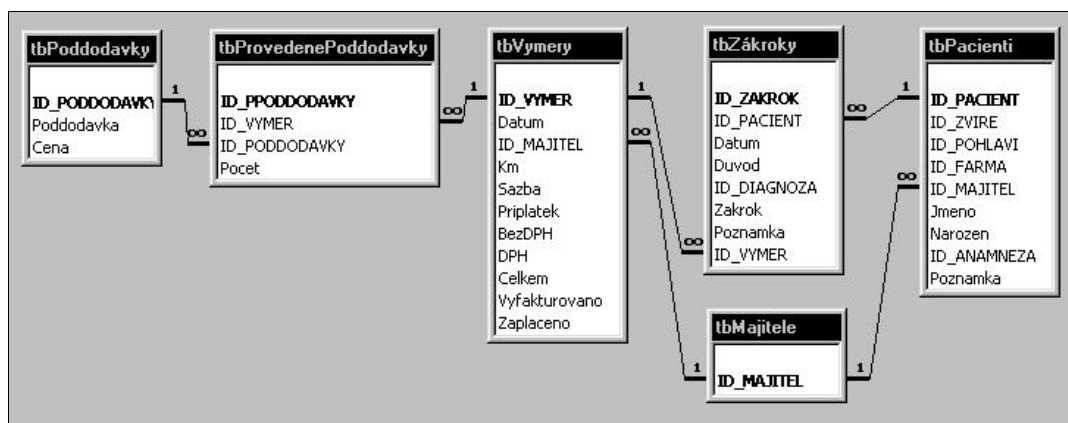 tbPoddodavky
ID_PODDODAVKY
Poddodavka
Cena
1
∞
tbProvedenePoddodavky
ID_PPODDODAVKY
ID_VYMER
ID_PODDODAVKY
Pocet
∞
1
tbVymery
ID_VYMER
Datum
ID_MAJITEL
Km
Sazba
Priplatek
BezDPH
DPH
Celkem
Vyfakturovano
Zaplaceno
1
∞
∞
1
tbZákroky
ID_ZAKROK
ID_PACIENT
Datum
Duvod
ID_DIAGNOZA
Zakrok
Poznamka
ID_VYMER
∞
1
∞
tbMajitele
ID_MAJITEL
1
tbPacienti
ID_PACIENT
ID_ZVIRE
ID_POHLAVI
ID_FARMA
ID_MAJITEL
Jmeno
Narozen
ID_ANAMNEZA
Poznamka